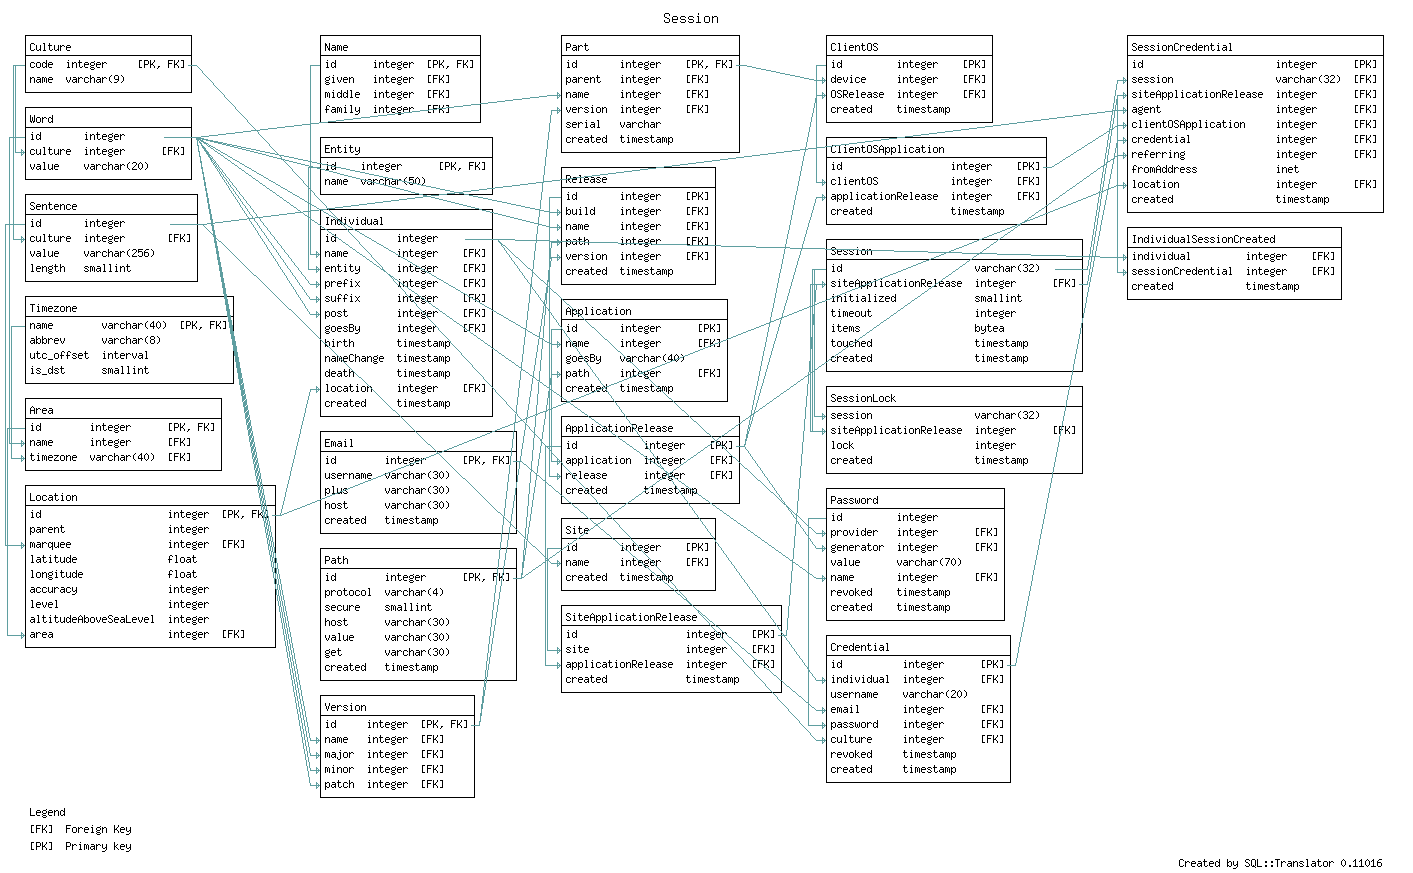 Session
Culture
code integer [PK, FK]
name varchar(9)
Word
id integer
culture integer [FK]
value varchar(20)
Sentence
id integer
culture integer [FK]
value varchar(256)
length smallint
Timezone
name varchar(40) [PK, FK]
abbrev varchar(8)
utc_offset interval
is_dst smallint
Area
id integer [PK, FK]
name integer [FK]
timezone varchar(40) [FK]
Location
id integer [PK, FK]
parent integer
marquee integer [FK]
latitude float
longitude float
accuracy integer
level integer
altitudeAboveSeaLevel integer
area integer [FK]
Name
id integer [PK, FK]
given integer [FK]
middle integer [FK]
family integer [FK]
Entity
id integer [PK, FK]
name varchar(50)
Individual
id integer
name integer [FK]
entity integer [FK]
prefix integer [FK]
suffix integer [FK]
post integer [FK]
goesBy integer [FK]
birth timestamp
nameChange timestamp
death timestamp
location integer [FK]
created timestamp
Email
id integer [PK, FK]
username varchar(30)
plus varchar(30)
host varchar(30)
created timestamp
Path
id integer [PK, FK]
protocol varchar(4)
secure smallint
host varchar(30)
value varchar(30)
get varchar(30)
created timestamp
Version
id integer [PK, FK]
name integer [FK]
major integer [FK]
minor integer [FK]
patch integer [FK]
Part
id integer [PK, FK]
parent integer [FK]
name integer [FK]
version integer [FK]
serial varchar
created timestamp
Release
id integer [PK]
build integer [FK]
name integer [FK]
path integer [FK]
version integer [FK]
created timestamp
Application
id integer [PK]
name integer [FK]
goesBy varchar(40)
path integer [FK]
created timestamp
ApplicationRelease
id integer [PK]
application integer [FK]
release integer [FK]
created timestamp
Site
id integer [PK]
name integer [FK]
created timestamp
SiteApplicationRelease
id integer [PK]
site integer [FK]
applicationRelease integer [FK]
created timestamp
ClientOS
id integer [PK]
device integer [FK]
OSRelease integer [FK]
created timestamp
ClientOSApplication
id integer [PK]
clientOS integer [FK]
applicationRelease integer [FK]
created timestamp
Session
id varchar(32)
siteApplicationRelease integer [FK]
initialized smallint
timeout integer
items bytea
touched timestamp
created timestamp
SessionLock
session varchar(32)
siteApplicationRelease integer [FK]
lock integer
created timestamp
Password
id integer
provider integer [FK]
generator integer [FK]
value varchar(70)
name integer [FK]
revoked timestamp
created timestamp
Credential
id integer [PK]
individual integer [FK]
username varchar(20)
email integer [FK]
password integer [FK]
culture integer [FK]
revoked timestamp
created timestamp
SessionCredential
id integer [PK]
session varchar(32) [FK]
siteApplicationRelease integer [FK]
agent integer [FK]
clientOSApplication integer [FK]
credential integer [FK]
referring integer [FK]
fromAddress inet
location integer [FK]
created timestamp
IndividualSessionCreated
individual integer [FK]
sessionCredential integer [FK]
created timestamp
Legend
[FK] Foreign Key
[PK] Primary key
Created by SQL::Translator 0.11016